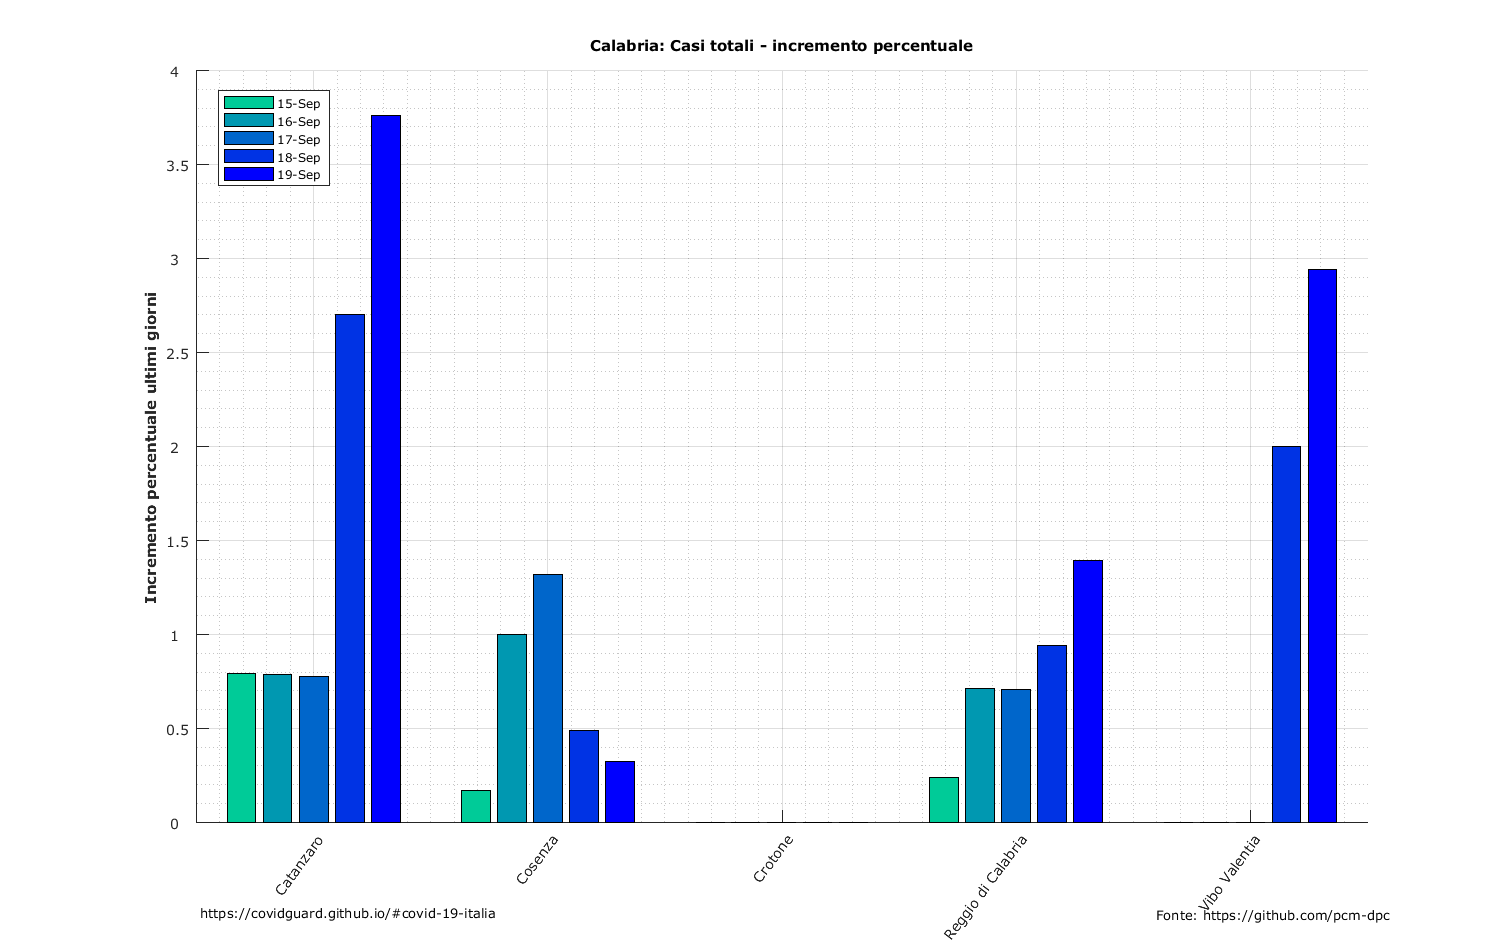 Calabria: Casi totali - incremento percentuale
Incremento percentuale ultimi giorni
4
3.5
3
2.5
2
1.5
1
0.5
0
15-Sep
16-Sep
17-Sep
18-Sep
19-Sep
Catanzaro
Cosenza
Crotone
Reggio di Calabria
Vibo Valentia
https://covidguard.github.io/#covid-19-italia
Fonte: https://github.com/pcm-dpc